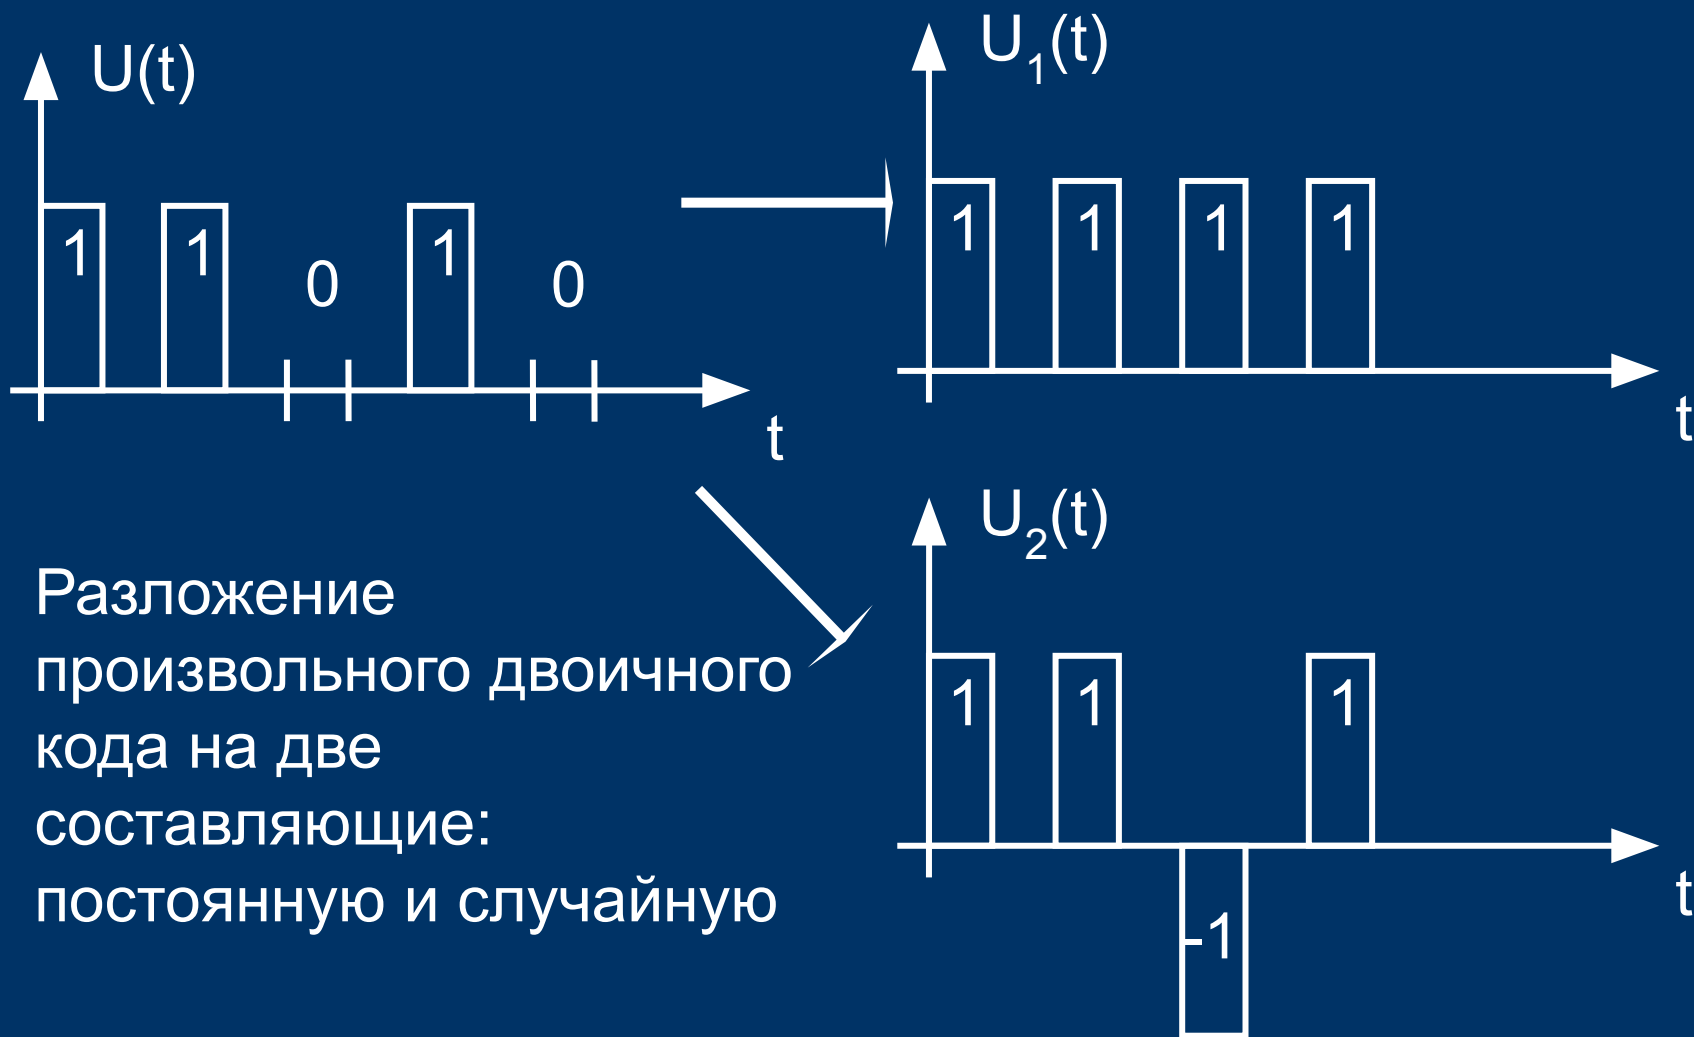 U(t)
1 1 0 1 0
t
U₁(t)
1 1 1 1
t
U₂(t)
1 1 1
-1
t
Разложение
произвольного двоичного
кода на две
составляющие:
постоянную и случайную